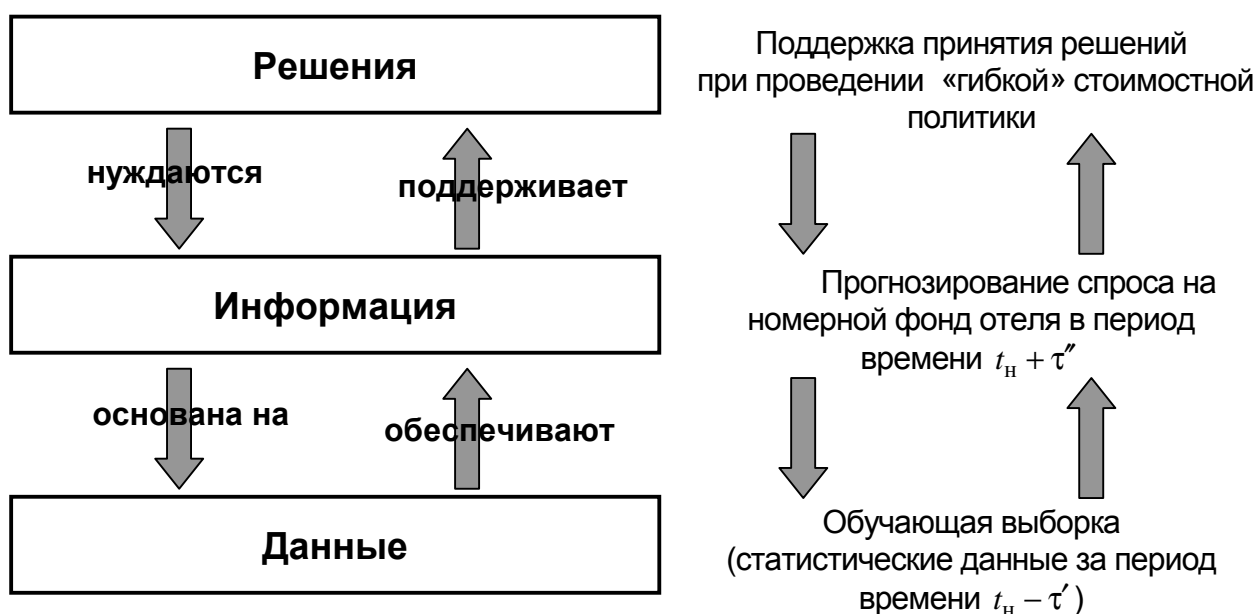 Решения
нуждаются
поддерживает
Информация
основана на
обеспечивают
Данные
Поддержка принятия решений
при проведении «гибкой» стоимостной
политики
Прогнозирование спроса на
номерной фонд отеля в период
времени tн + τ″
Обучающая выборка
(статистические данные за период
времени tн − τ′ )